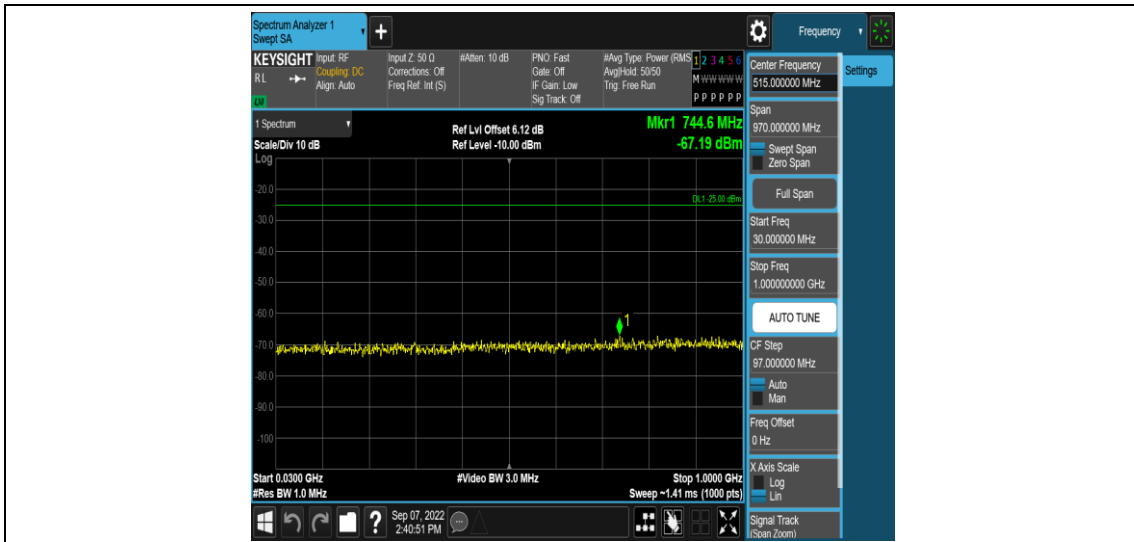 Spectrum Analyzer 1
Swept SA
+
Frequency
KEYSIGHT
RL
LM
Input: RF
Coupling: DC
Align: Auto
Input Z: 50 Ω
Corrections: Off
Freq Ref: Int (S)
#Atten: 10 dB
PNO: Fast
Gate: Off
IF Gain: Low
Sig Track: Off
#Avg Type: Power (RMS
Avg|Hold: 50/50
Trig: Free Run
1 2 3 4 5 6
M W W W W W
P P P P P P
Center Frequency
515.000000 MHz
Settings
1 Spectrum
Scale/Div 10 dB
Ref Lvl Offset 6.12 dB
Ref Level -10.00 dBm
Mkr1 744.6 MHz
-67.19 dBm
Log
-20.0
DL1 -25.00 dBm
-30.0
-40.0
-50.0
-60.0
1
-70.0
-80.0
-90.0
-100
Start 0.0300 GHz
#Res BW 1.0 MHz
#Video BW 3.0 MHz
Stop 1.0000 GHz
Sweep ~1.41 ms (1000 pts)
Span
970.000000 MHz
Swept Span
Zero Span
Full Span
Start Freq
30.000000 MHz
Stop Freq
1.000000000 GHz
AUTO TUNE
CF Step
97.000000 MHz
Auto
Man
Freq Offset
0 Hz
X Axis Scale
Log
Lin
Signal Track
(Span Zoom)
?
Sep 07, 2022
2:40:51 PM